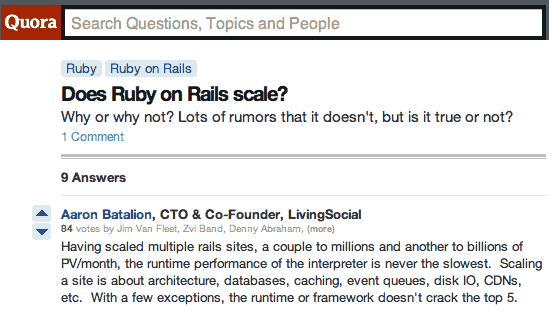 Quora Search Questions, Topics and People
Ruby Ruby on Rails
Does Ruby on Rails scale?
Why or why not? Lots of rumors that it doesn't, but is it true or not?
1 Comment
9 Answers
Aaron Batalion, CTO & Co-Founder, LivingSocial
84 votes by Jim Van Fleet, Zvi Band, Denny Abraham, (more)
Having scaled multiple rails sites, a couple to millions and another to billions of
PV/month, the runtime performance of the interpreter is never the slowest. Scaling
a site is about architecture, databases, caching, event queues, disk IO, CDNs,
etc. With a few exceptions, the runtime or framework doesn't crack the top 5.